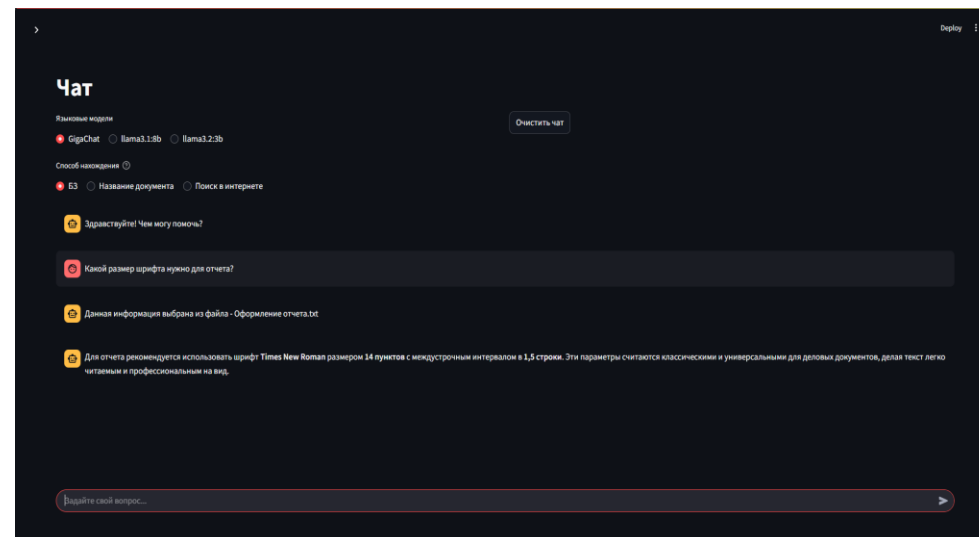 Deploy
Чат
Языковые модели
Очистить чат
GigaChat llama3.1:8b llama3.2:3b
Способ нахождения
БЗ Название документа Поиск в интернете
Здравствуйте! Чем могу помочь?
Какой размер шрифта нужно для отчета?
Данная информация выбрана из файла - Оформление отчета.txt
Для отчета рекомендуется использовать шрифт Times New Roman размером 14 пунктов с междустрочным интервалом в 1,5 строки. Эти параметры считаются классическими и универсальными для деловых документов, делая текст легко
читаемым и профессиональным на вид.
Задайте свой вопрос...